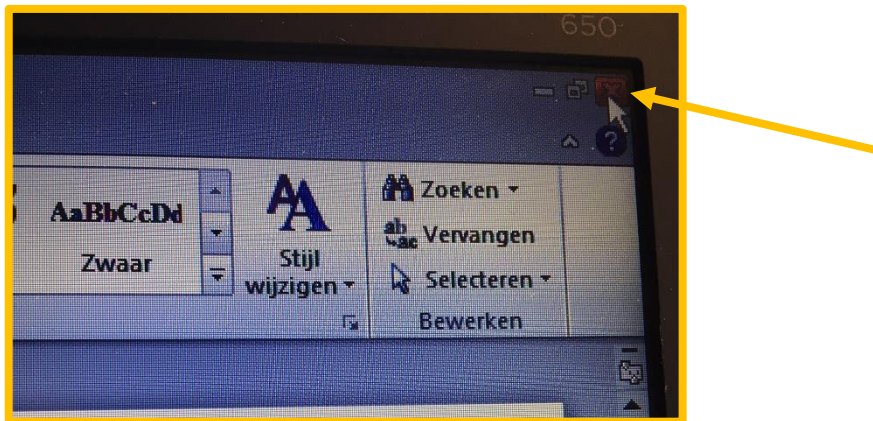 650
AaBbCcDd
Zwaar
Stijl
wijzigen
Zoeken
ab
ac
Vervangen
Selecteren
Bewerken
?